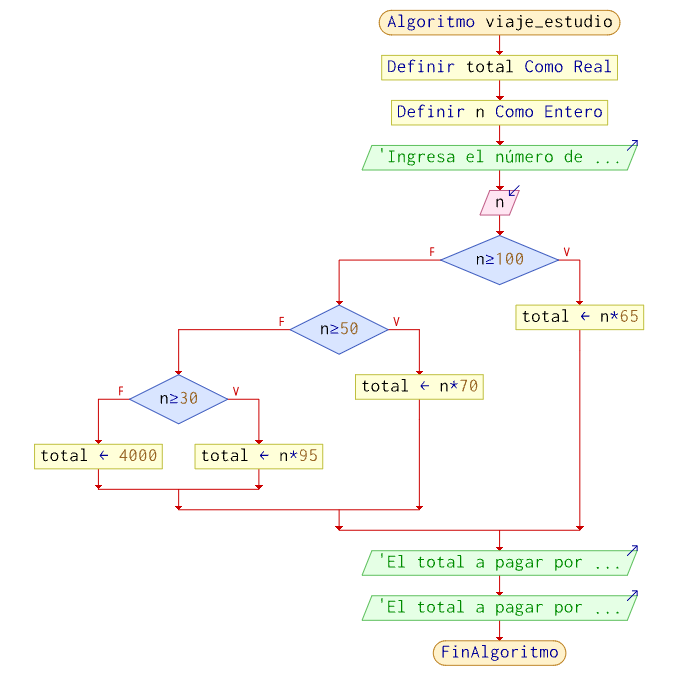 Algoritmo viaje_estudio
Definir total Como Real
Definir n Como Entero
'Ingresa el número de ...
n
n≥100
F
V
total ← n*65
n≥50
F
V
total ← n*70
n≥30
F
V
total ← 4000
total ← n*95
'El total a pagar por ...
'El total a pagar por ...
FinAlgoritmo